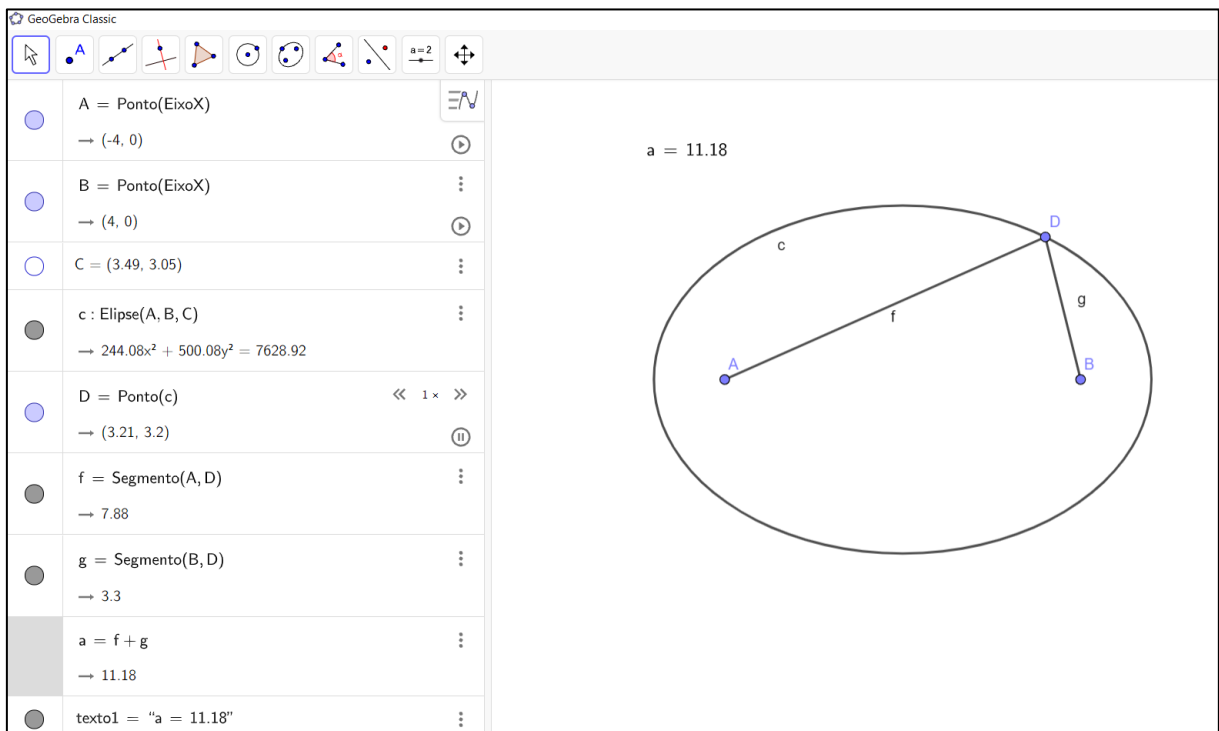 GeoGebra Classic
A
a=2
A = Ponto(EixoX)
→ (-4, 0)
B = Ponto(EixoX)
→ (4, 0)
C = (3.49, 3.05)
c : Elipse(A, B, C)
→ 244.08x² + 500.08y² = 7628.92
D = Ponto(c)
1 ×
→ (3.21, 3.2)
f = Segmento(A, D)
→ 7.88
g = Segmento(B, D)
→ 3.3
a = f + g
→ 11.18
texto1 = “a = 11.18”
a = 11.18
D
c
g
f
A
B